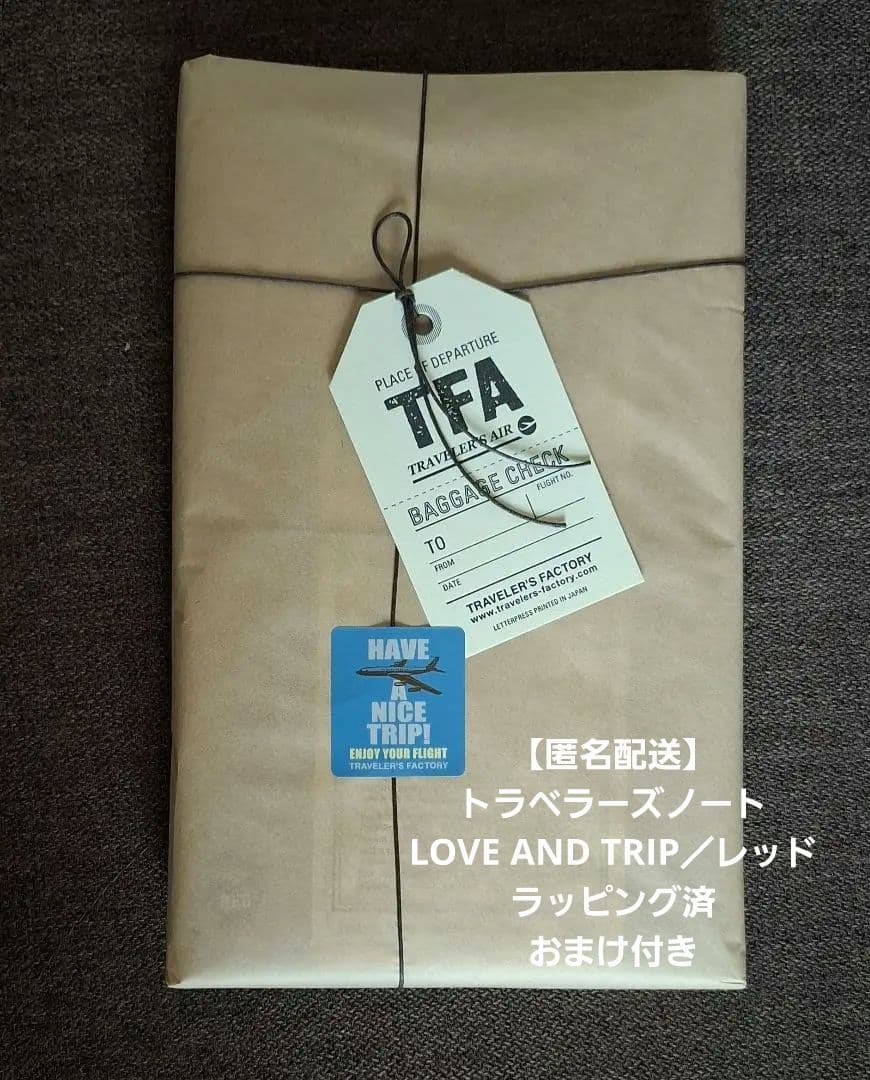 PLACE OF DEPARTURE
TFA
TRAVELER'S AIR
BAGGAGE CHECK
FLIGHT NO.
TO
FROM
DATE
TRAVELER'S FACTORY
www.travelers-factory.com
LETTERPRESS PRINTED IN JAPAN
HAVE
A
NICE
TRIP!
ENJOY YOUR FLIGHT
TRAVELER'S FACTORY
【匿名配送】
トラベラーズノート
LOVE AND TRIP／レッド
ラッピング済
おまけ付き